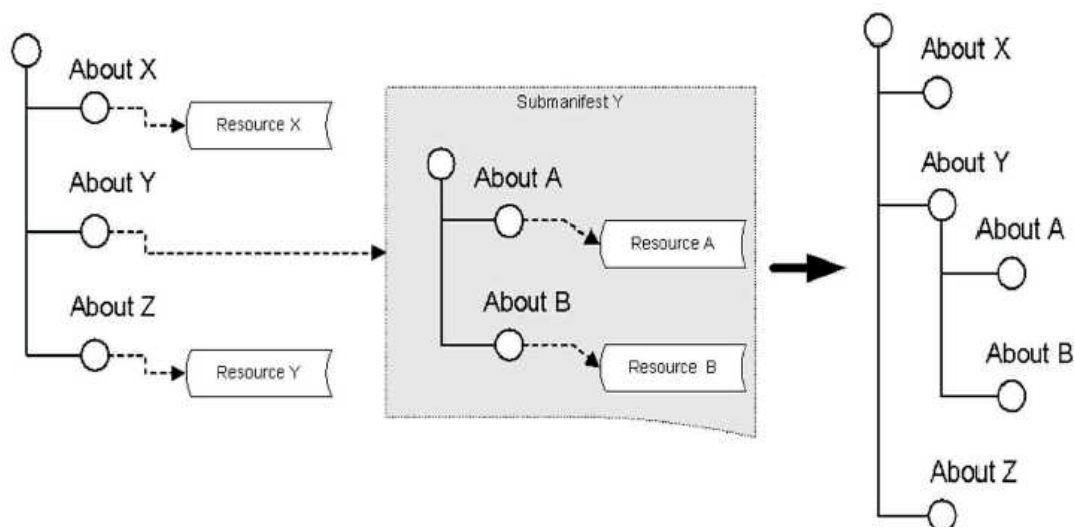 About X
Resource X
About Y
About Z
Resource Y
Submanifest Y
About A
Resource A
About B
Resource B
About X
About Y
About A
About B
About Z